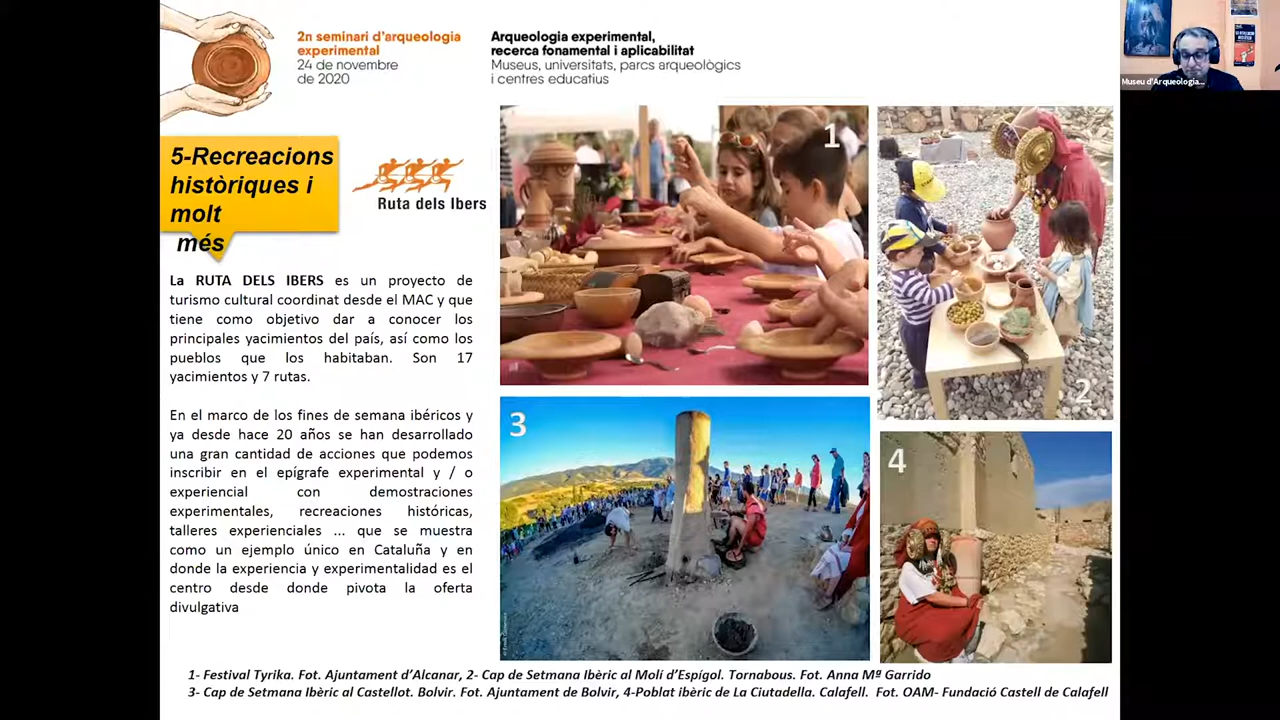 2n seminari d'arqueologia
experimental
24 de novembre
de 2020
Arqueologia experimental,
recerca fonamental i aplicabilitat
Museus, universitats, parcs arqueològics
i centres educatius
Museu d'Arqueologia...
5-Recreacions
històriques i
molt
més
Ruta dels Ibers
La RUTA DELS IBERS es un proyecto de
turismo cultural coordinat desde el MAC y que
tiene como objetivo dar a conocer los
principales yacimientos del país, así como los
pueblos que los habitaban. Son 17
yacimientos y 7 rutas.
En el marco de los fines de semana ibéricos y
ya desde hace 20 años se han desarrollado
una gran cantidad de acciones que podemos
inscribir en el epígrafe experimental y / o
experiencial con demostraciones
experimentales, recreaciones históricas,
talleres experienciales ... que se muestra
como un ejemplo único en Cataluña y en
donde la experiencia y experimentalidad es el
centro desde donde pivota la oferta
divulgativa
1
2
3
4
1- Festival Tyrika. Fot. Ajuntament d'Alcanar, 2- Cap de Setmana Ibèric al Molí d'Espígol. Tornabous. Fot. Anna Mª Garrido
3- Cap de Setmana Ibèric al Castellot. Bolvir. Fot. Ajuntament de Bolvir, 4-Poblat ibèric de La Ciutadella. Calafell. Fot. OAM- Fundació Castell de Calafell